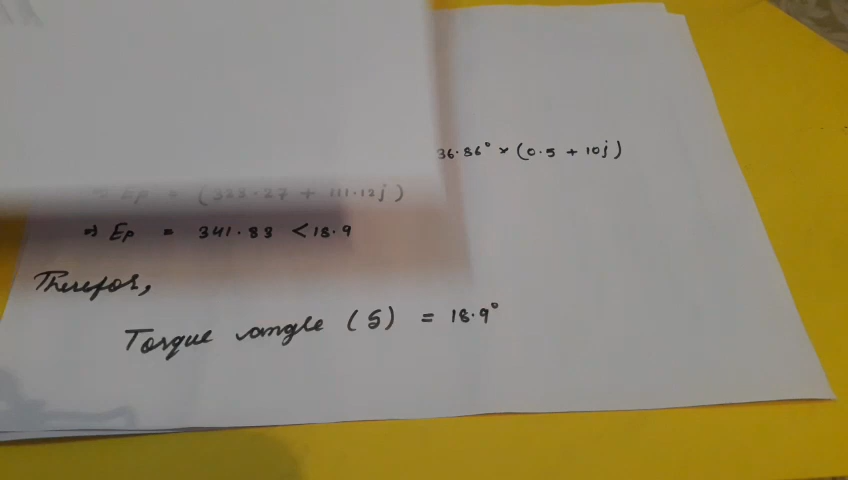 36.86° × (0.5 + 10j)
⇒ Ep = (323.27 + 111.12j)
⇒ Ep = 341.83 < 18.9
Therefor,
Torque angle (δ) = 18.9°